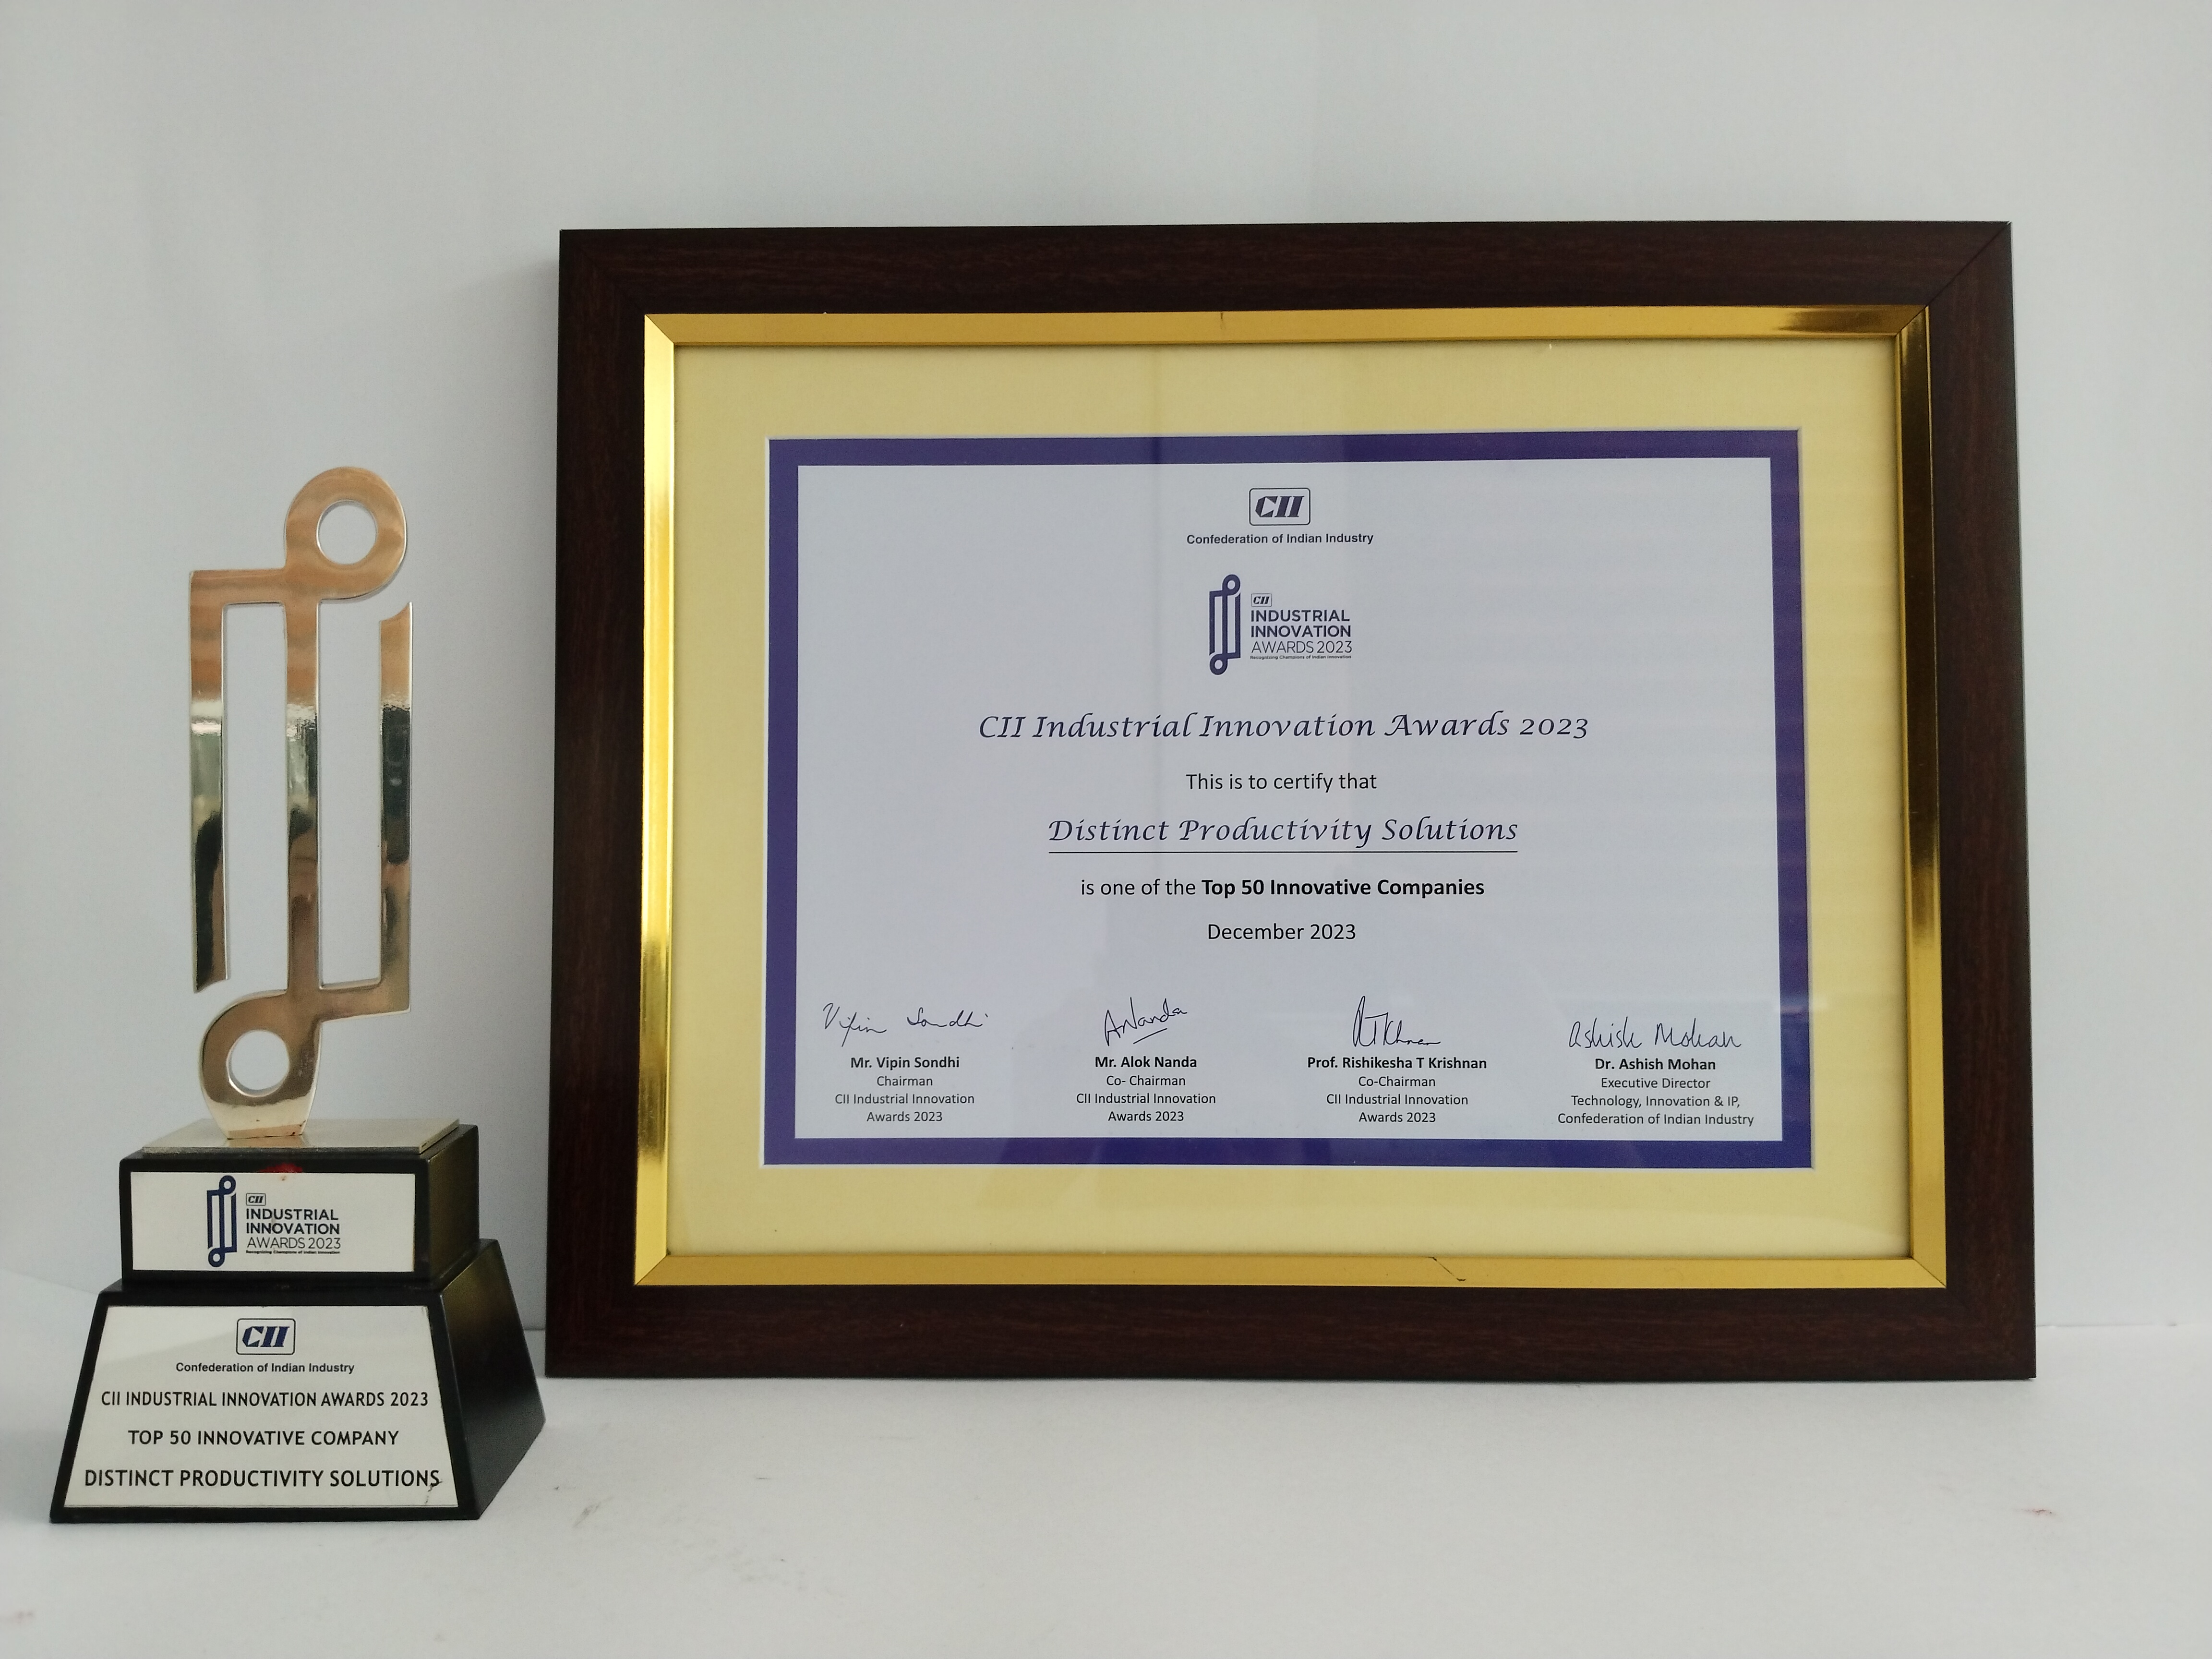 CII
Confederation of Indian Industry
CII
INDUSTRIAL
INNOVATION
AWARDS 2023
Recognising Champions of Indian Innovation
CII Industrial Innovation Awards 2023
This is to certify that
Distinct Productivity Solutions
is one of the Top 50 Innovative Companies
December 2023
Vipin Sondhi
ANanda
Ashish Mohan
Mr. Vipin Sondhi
Chairman
CII Industrial Innovation
Awards 2023
Mr. Alok Nanda
Co- Chairman
CII Industrial Innovation
Awards 2023
Prof. Rishikesha T Krishnan
Co-Chairman
CII Industrial Innovation
Awards 2023
Dr. Ashish Mohan
Executive Director
Technology, Innovation & IP,
Confederation of Indian Industry
CII
INDUSTRIAL
INNOVATION
AWARDS 2023
Recognising Champions of Indian Innovation
CII
Confederation of Indian Industry
CII INDUSTRIAL INNOVATION AWARDS 2023
TOP 50 INNOVATIVE COMPANY
DISTINCT PRODUCTIVITY SOLUTIONS